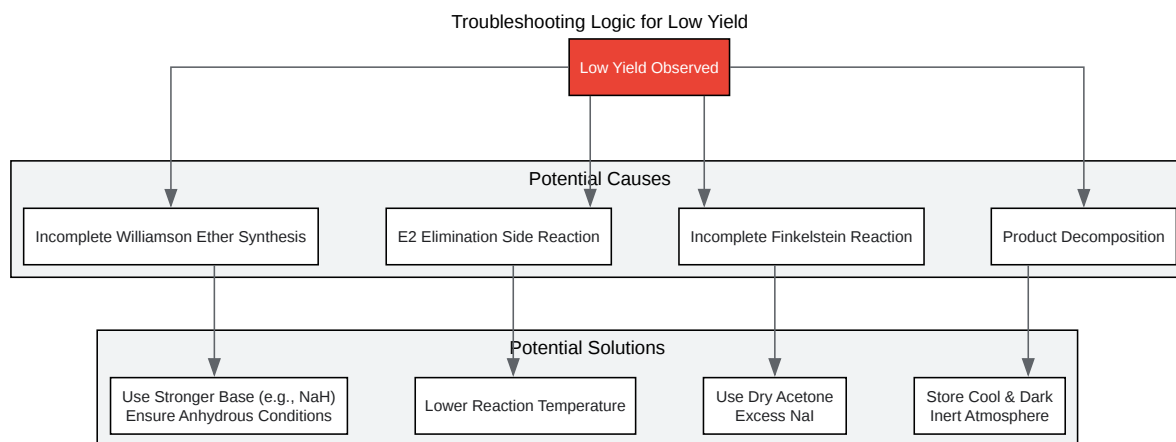 Troubleshooting Logic for Low Yield
Low Yield Observed
Potential Causes
Incomplete Williamson Ether Synthesis
E2 Elimination Side Reaction
Incomplete Finkelstein Reaction
Product Decomposition
Potential Solutions
Use Stronger Base (e.g., NaH)
Ensure Anhydrous Conditions
Lower Reaction Temperature
Use Dry Acetone
Excess NaI
Store Cool & Dark
Inert Atmosphere